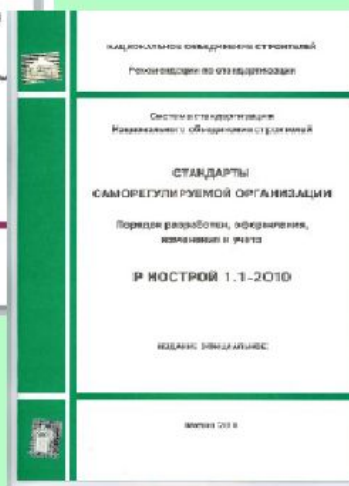 НАЦИОНАЛЬНОЕ ОБЪЕДИНЕНИЕ СТРОИТЕЛЕЙ
Рекомендации по стандартизации
Система стандартизации
Национального объединения строителей
СТАНДАРТЫ
САМОРЕГУЛИРУЕМОЙ ОРГАНИЗАЦИИ
Порядок разработки, оформления,
изменения и учета
Р НОСТРОЙ 1.1-2010
ИЗДАНИЕ ОФИЦИАЛЬНОЕ
Москва 2010